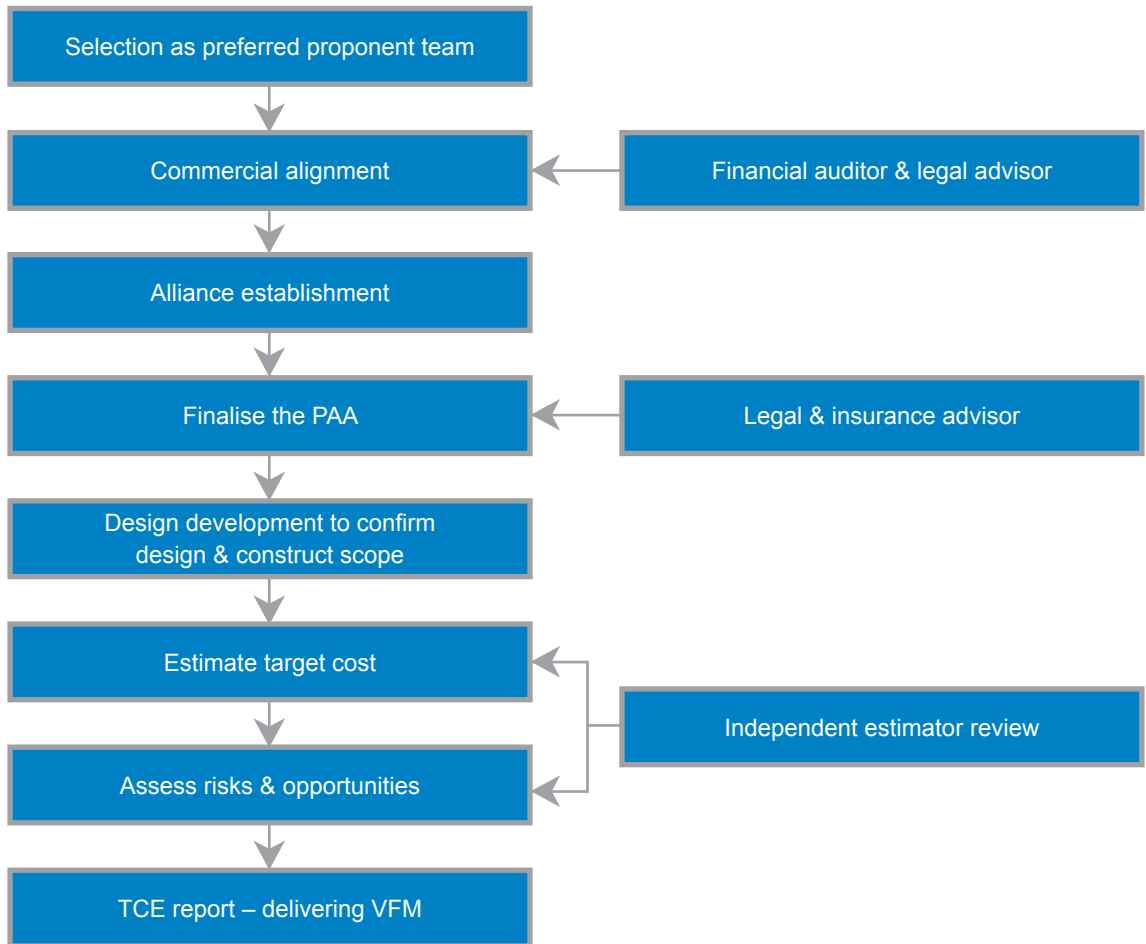 Selection as preferred proponent team
Commercial alignment
Financial auditor & legal advisor
Alliance establishment
Finalise the PAA
Legal & insurance advisor
Design development to confirm
design & construct scope
Estimate target cost
Independent estimator review
Assess risks & opportunities
TCE report – delivering VFM